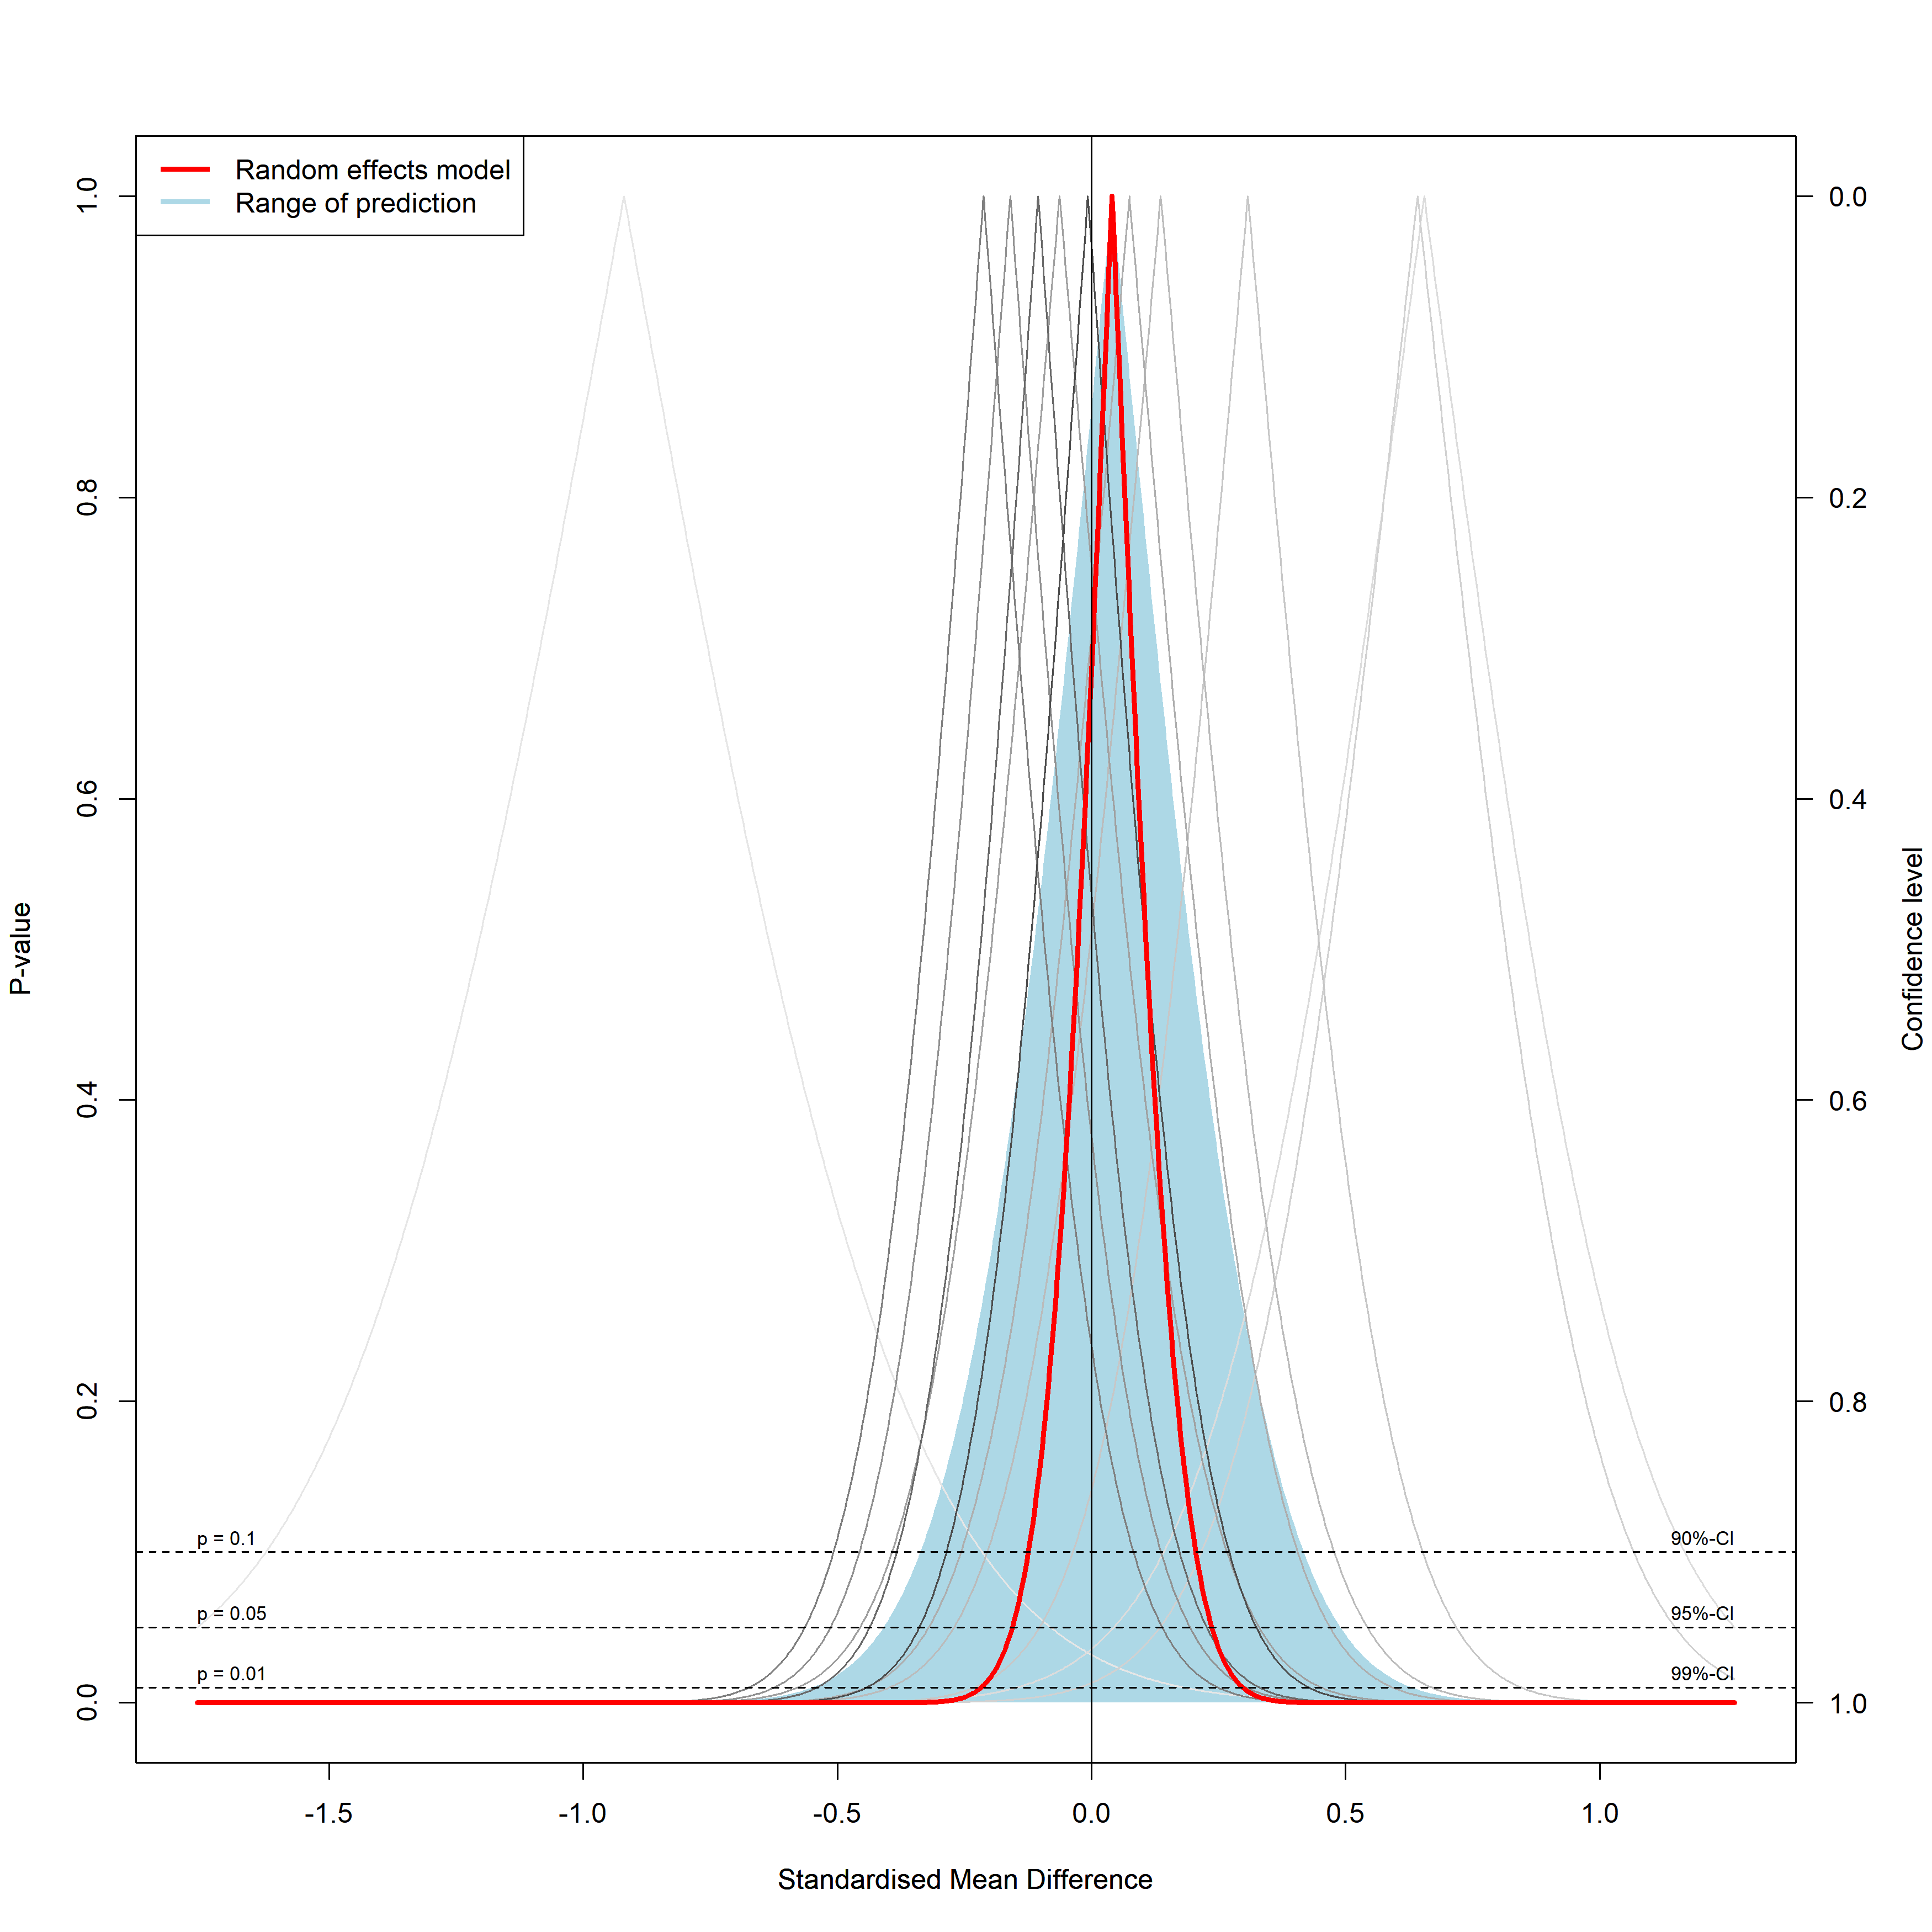 Random effects model
Range of prediction
P-value
1.0
0.8
0.6
0.4
0.2
0.0
0.0
0.2
0.4
0.6
0.8
1.0
Confidence level
p = 0.1
90%-CI
p = 0.05
95%-CI
p = 0.01
99%-CI
-1.5
-1.0
-0.5
0.0
0.5
1.0
Standardised Mean Difference